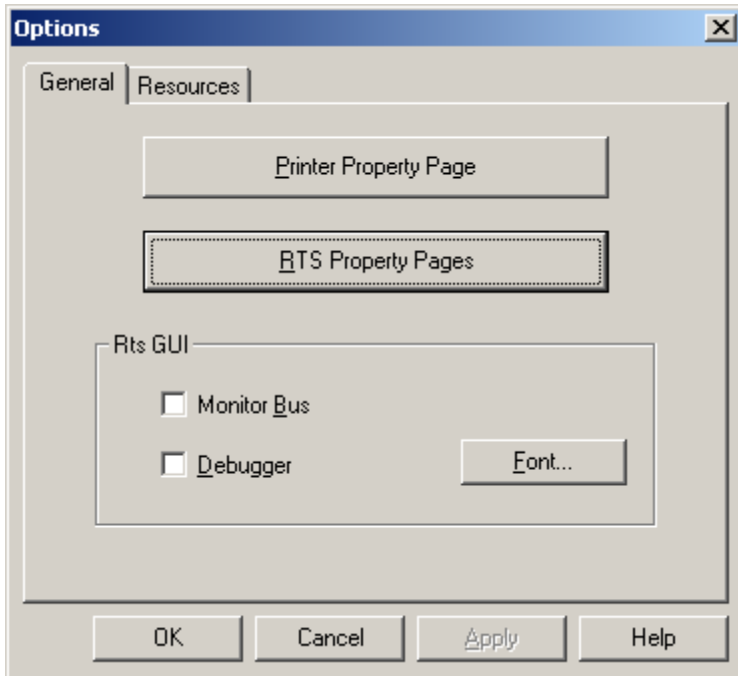 Options
General Resources
Printer Property Page
RTS Property Pages
Rts GUI
Monitor Bus
Debugger Font...
OK Cancel Apply Help